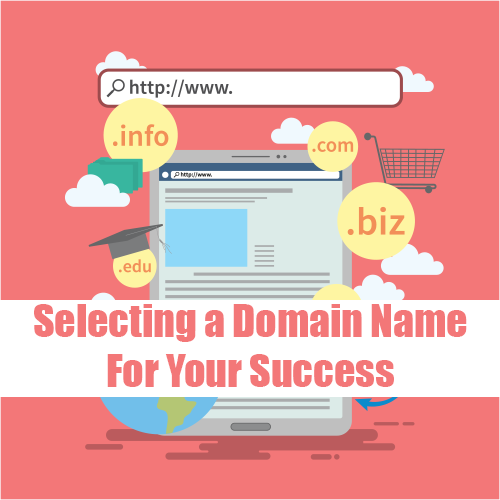 http://www.
.info
.com
http://www.
.biz
.edu
Selecting a Domain Name
For Your Success